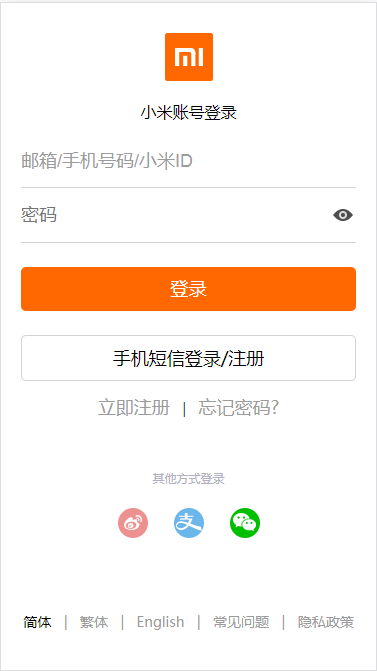 mi
小米账号登录
邮箱/手机号码/小米ID
密码
登录
手机短信登录/注册
立即注册 | 忘记密码?
其他方式登录
支
简体 | 繁体 | English | 常见问题 | 隐私政策